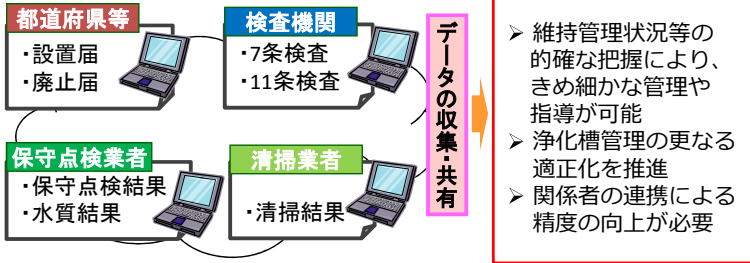 都道府県等
・設置届
・廃止届
検査機関
・7条検査
・11条検査
保守点検業者
・保守点検結果
・水質結果
清掃業者
・清掃結果
データの収集・共有
➢ 維持管理状況等の
的確な把握により、
きめ細かな管理や
指導が可能
➢ 浄化槽管理の更なる
適正化を推進
➢ 関係者の連携による
精度の向上が必要